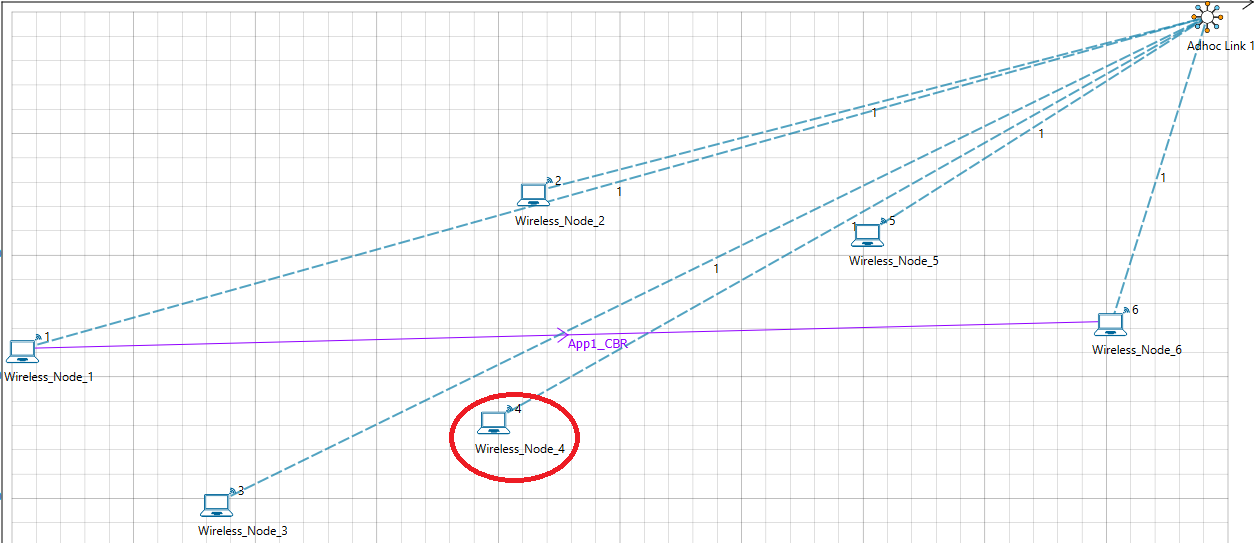 Adhoc Link 1
1
1
1
2
1
Wireless_Node_2
5
1
Wireless_Node_5
1
6
1
App1_CBR
Wireless_Node_6
Wireless_Node_1
4
Wireless_Node_4
3
Wireless_Node_3